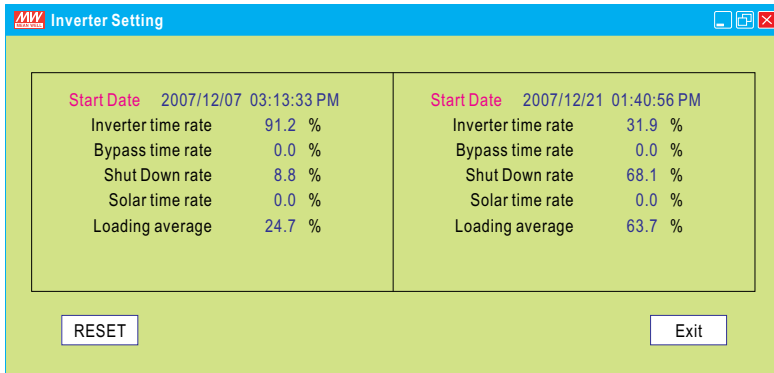 MW MEAN WELL Inverter Setting
Start Date 2007/12/07 03:13:33 PM
Inverter time rate 91.2 %
Bypass time rate 0.0 %
Shut Down rate 8.8 %
Solar time rate 0.0 %
Loading average 24.7 %
Start Date 2007/12/21 01:40:56 PM
Inverter time rate 31.9 %
Bypass time rate 0.0 %
Shut Down rate 68.1 %
Solar time rate 0.0 %
Loading average 63.7 %
RESET
Exit